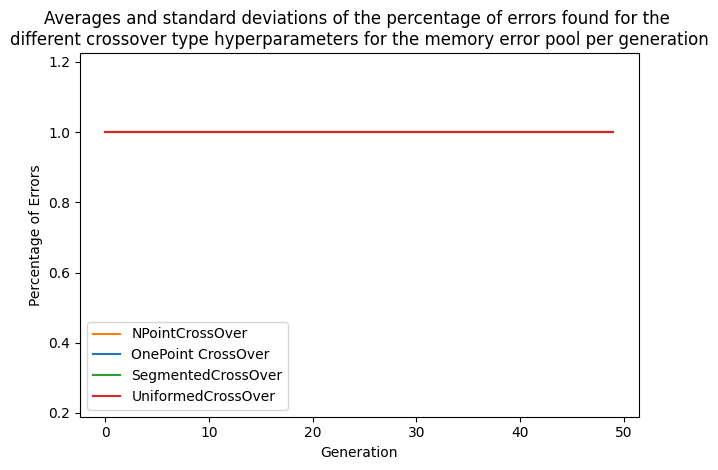 Averages and standard deviations of the percentage of errors found for the
different crossover type hyperparameters for the memory error pool per generation
1.2
1.0
0.8
0.6
0.4
0.2
Percentage of Errors
NPointCrossOver
OnePoint CrossOver
SegmentedCrossOver
UniformedCrossOver
0 10 20 30 40 50
Generation